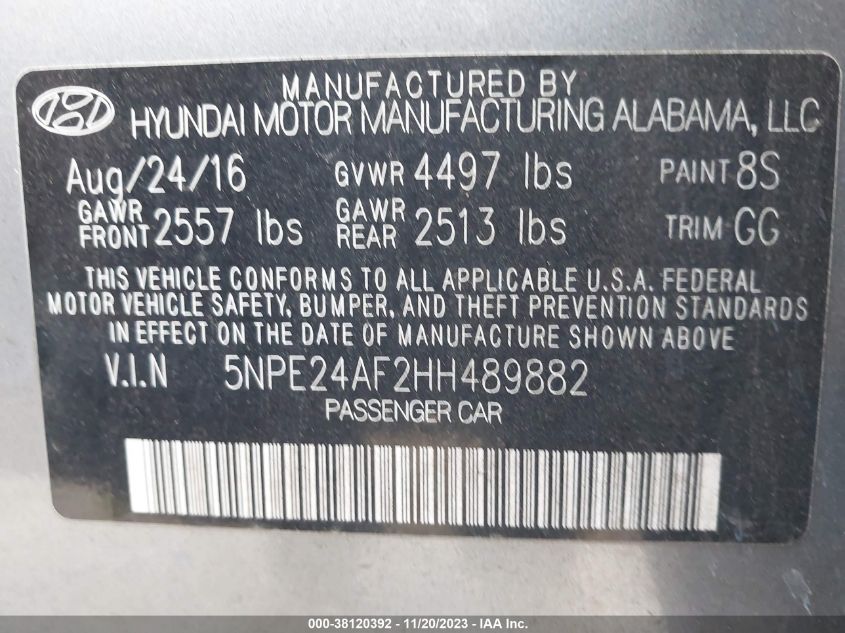 MANUFACTURED BY
HYUNDAI MOTOR MANUFACTURING ALABAMA, LLC
Aug/24/16 GVWR 4497 lbs PAINT 8S
GAWR FRONT 2557 lbs GAWR REAR 2513 lbs TRIM GG
THIS VEHICLE CONFORMS TO ALL APPLICABLE U.S.A. FEDERAL
MOTOR VEHICLE SAFETY, BUMPER, AND THEFT PREVENTION STANDARDS
IN EFFECT ON THE DATE OF MANUFACTURE SHOWN ABOVE
V.I.N 5NPE24AF2HH489882
PASSENGER CAR
000-38120392 - 11/20/2023 - IAA Inc.